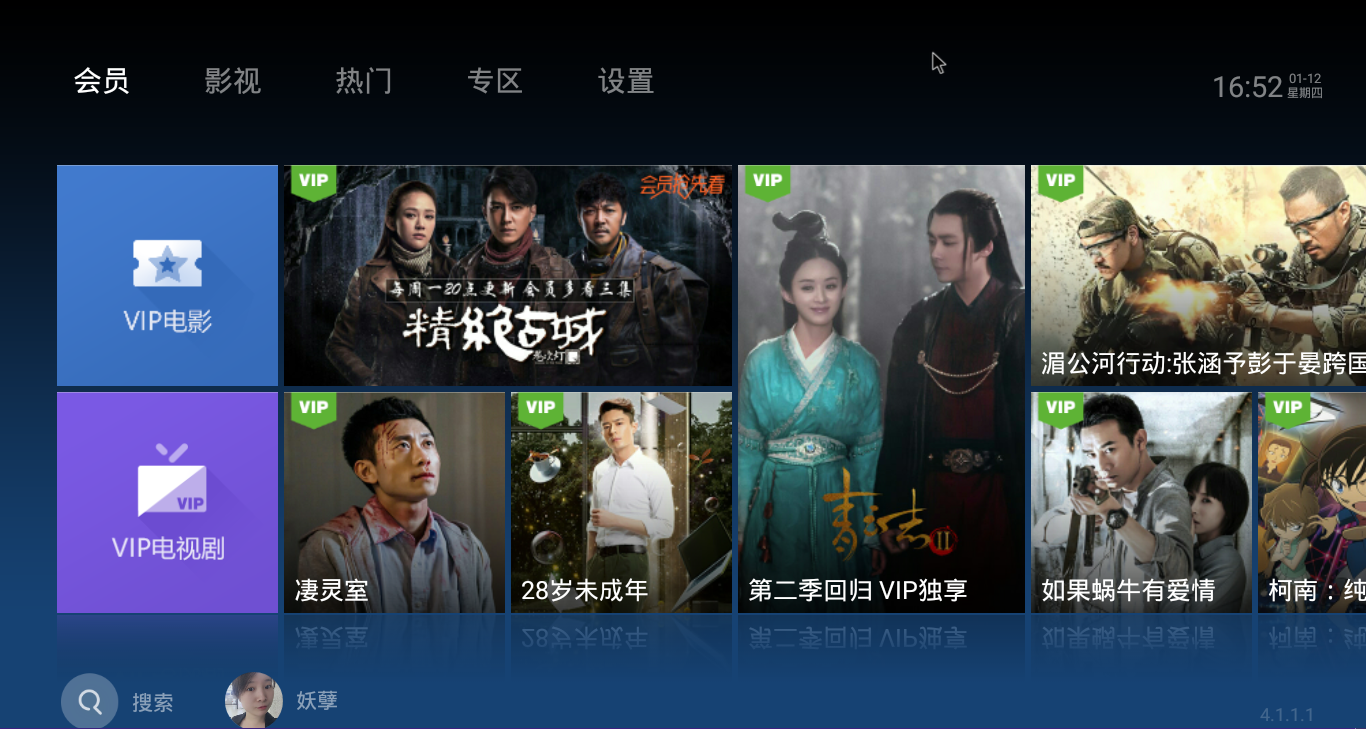 会员
影视
热门
专区
设置
16:52
01-12
星期四
VIP电影
VIP
会员抢先看
每周一20点更新 会员多看三集
精绝古城
鬼吹灯
VIP
青云志
II
第二季回归 VIP独享
VIP
湄公河行动:张涵予彭于晏跨国
VIP
VIP电视剧
VIP
凄灵室
VIP
28岁未成年
VIP
如果蜗牛有爱情
VIP
柯南：纯
搜索
妖孽
4.1.1.1